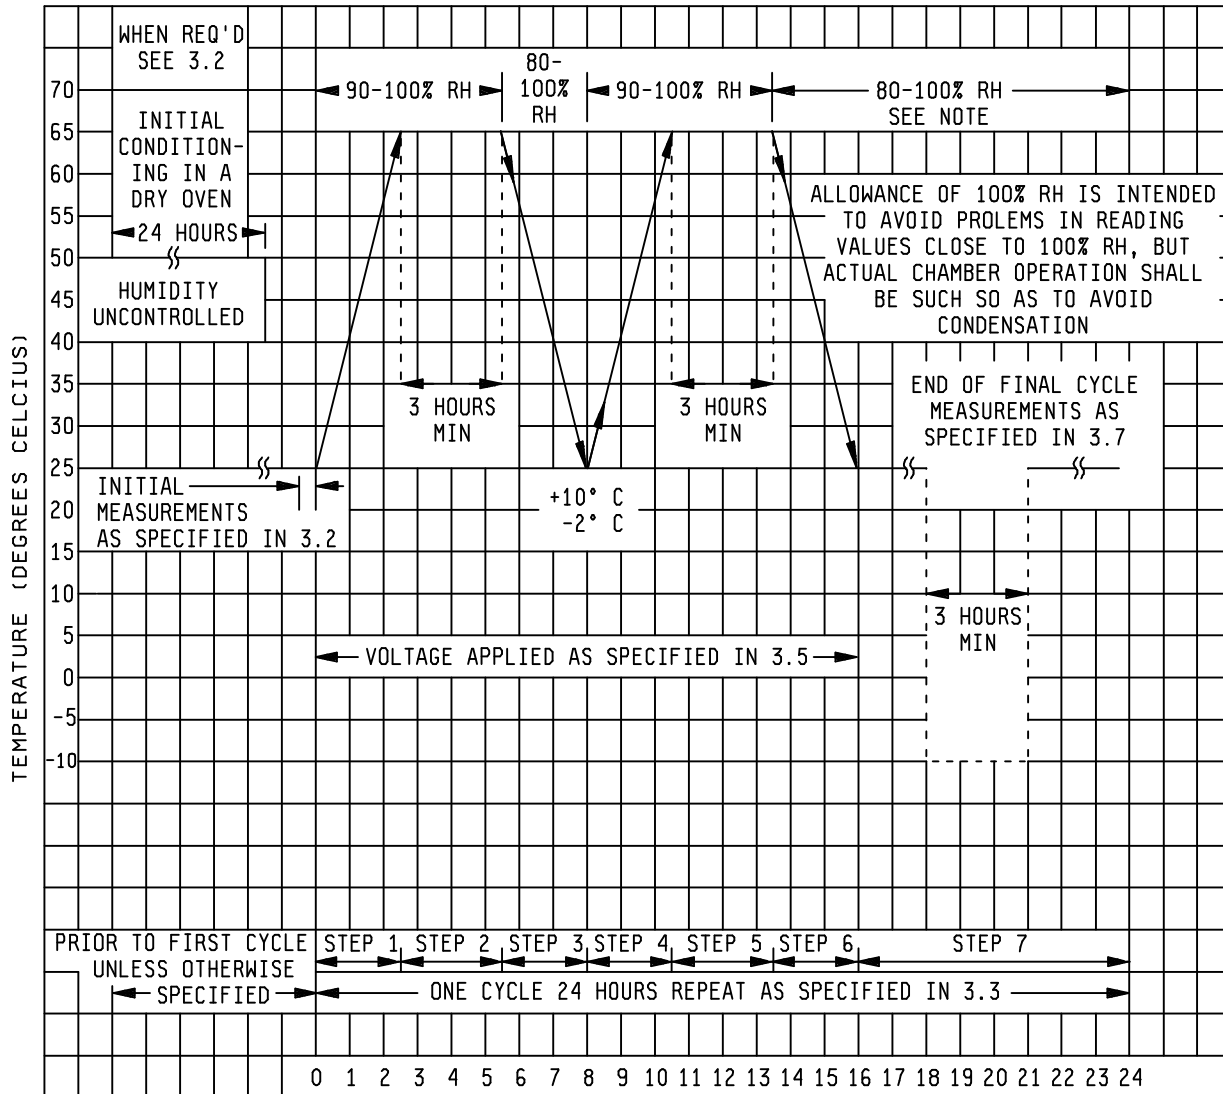 WHEN REQ'D
SEE 3.2
80-
100%
RH
90-100% RH
90-100% RH
80-100% RH
SEE NOTE
INITIAL
CONDITION-
ING IN A
DRY OVEN
24 HOURS
HUMIDITY
UNCONTROLLED
ALLOWANCE OF 100% RH IS INTENDED
TO AVOID PROLEMS IN READING
VALUES CLOSE TO 100% RH, BUT
ACTUAL CHAMBER OPERATION SHALL
BE SUCH SO AS TO AVOID
CONDENSATION
3 HOURS
MIN
3 HOURS
MIN
END OF FINAL CYCLE
MEASUREMENTS AS
SPECIFIED IN 3.7
INITIAL
MEASUREMENTS
AS SPECIFIED IN 3.2
+10° C
-2° C
3 HOURS
MIN
VOLTAGE APPLIED AS SPECIFIED IN 3.5
TEMPERATURE (DEGREES CELCIUS)
70
65
60
55
50
45
40
35
30
25
20
15
10
5
0
-5
-10
PRIOR TO FIRST CYCLE
UNLESS OTHERWISE
SPECIFIED
STEP 1 STEP 2 STEP 3 STEP 4 STEP 5 STEP 6 STEP 7
ONE CYCLE 24 HOURS REPEAT AS SPECIFIED IN 3.3
0 1 2 3 4 5 6 7 8 9 10 11 12 13 14 15 16 17 18 19 20 21 22 23 24